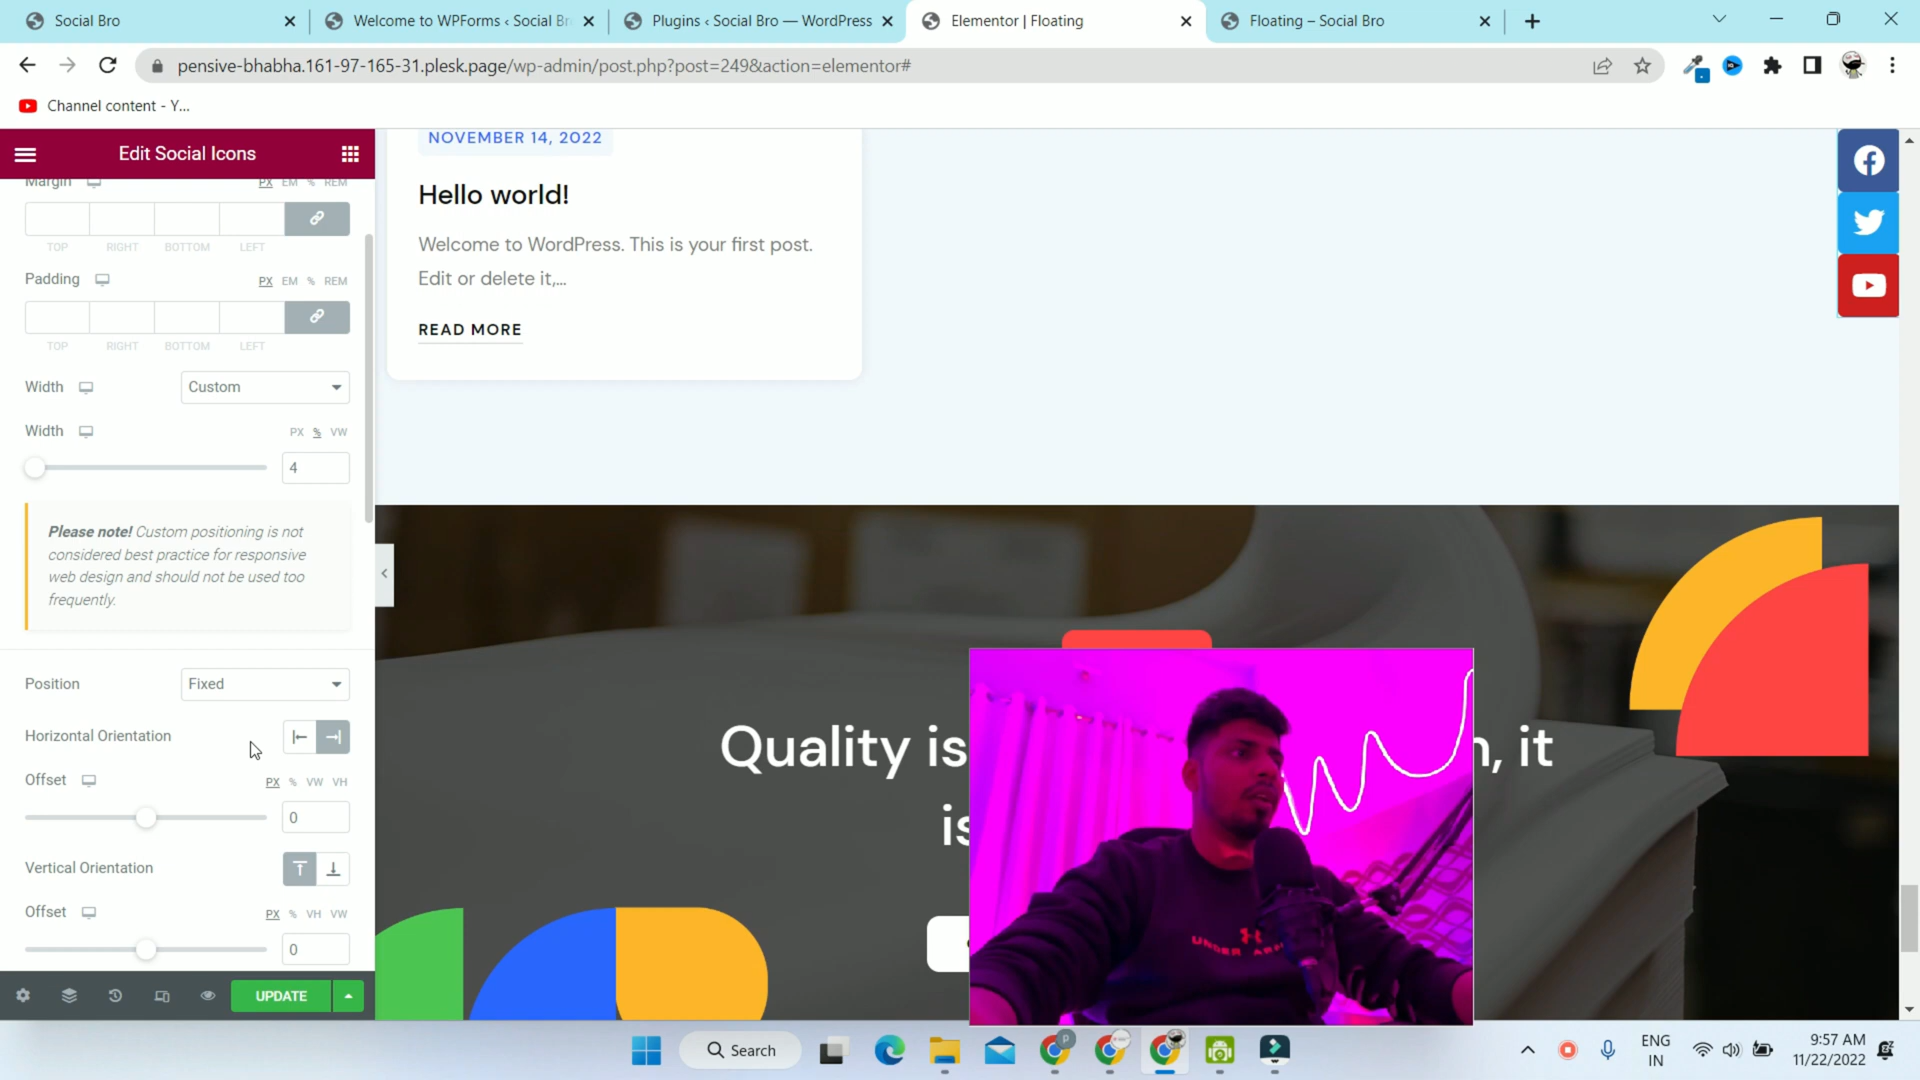 Social Bro
Welcome to WPForms ‹ Social Br
Plugins ‹ Social Bro — WordPress
Elementor | Floating
Floating – Social Bro
pensive-bhabha.161-97-165-31.plesk.page/wp-admin/post.php?post=249&action=elementor#
Channel content - Y...
Edit Social Icons
Margin
PX EM % REM
TOP RIGHT BOTTOM LEFT
Padding
PX EM % REM
TOP RIGHT BOTTOM LEFT
Width
Custom
Width
PX % VW
4
Please note! Custom positioning is not
considered best practice for responsive
web design and should not be used too
frequently.
Position
Fixed
Horizontal Orientation
Offset
PX % VW VH
0
Vertical Orientation
Offset
PX % VH VW
0
UPDATE
NOVEMBER 14, 2022
Hello world!
Welcome to WordPress. This is your first post.
Edit or delete it,...
READ MORE
Quality is
n, it
is
UNDER
Search
P
ENG
IN
9:57 AM
11/22/2022